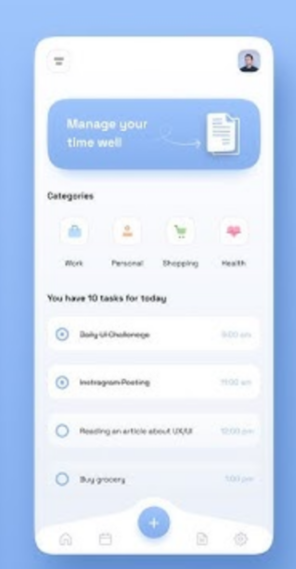 Manage your
time well
Categories
Work Personal Shopping Health
You have 10 tasks for today
Daily UI Challenge 8:00 am
Instragram Posting 11:00 am
Reading an article about UX/UI 12:00 pm
Buy grocery 1:00 pm